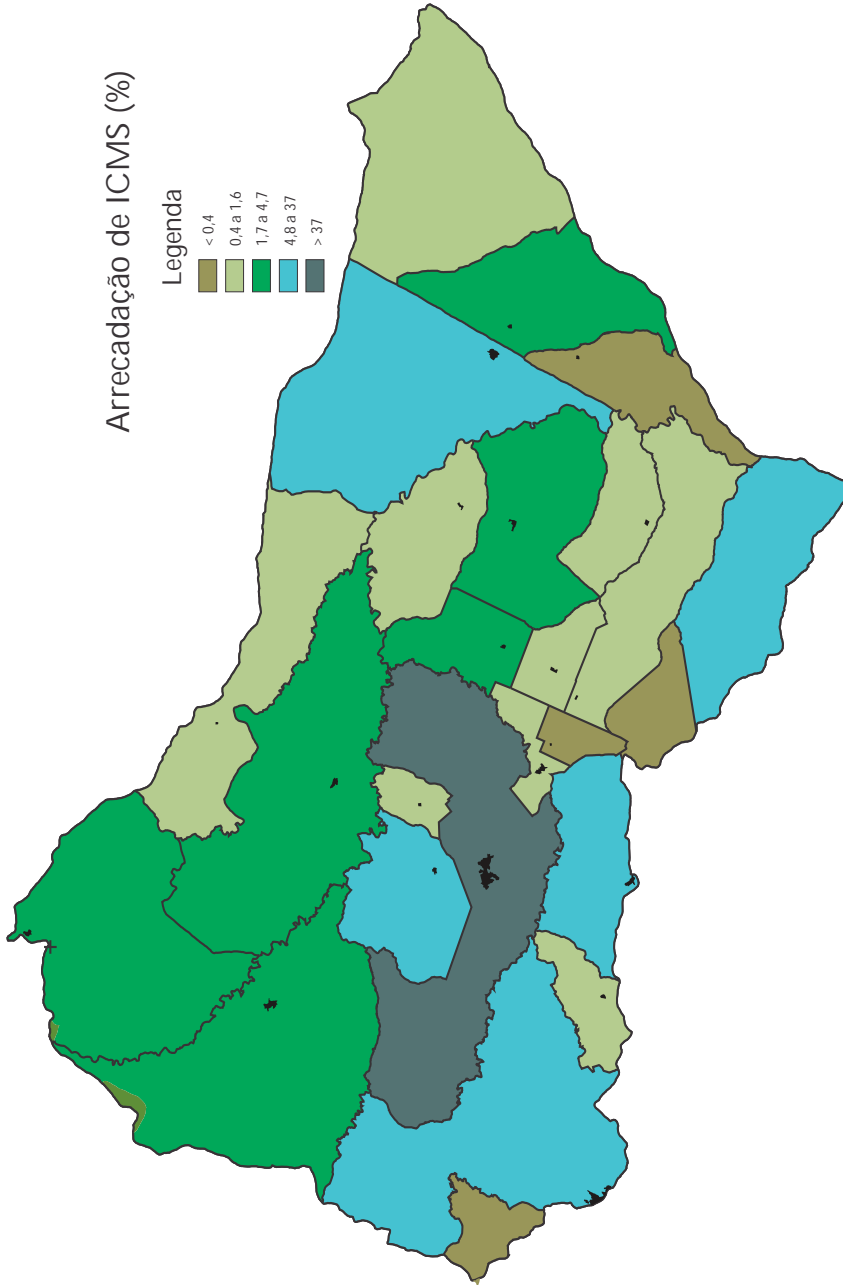 Arrecadação de ICMS (%)
Legenda
< 0,4
0,4 a 1,6
1,7 a 4,7
4,8 a 37
> 37